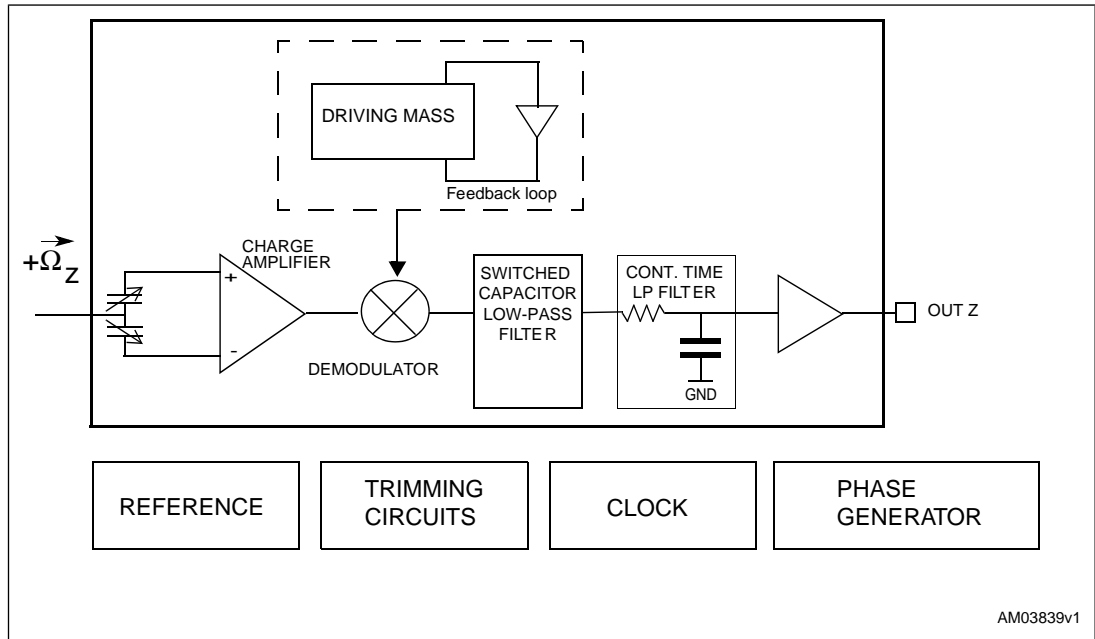 DRIVING MASS
Feedback loop
+Ω
Z
CHARGE
AMPLIFIER
+
-
DEMODULATOR
SWITCHED
CAPACITOR
LOW-PASS
FILTER
CONT. TIME
LP FILTER
GND
OUT Z
REFERENCE
TRIMMING
CIRCUITS
CLOCK
PHASE
GENERATOR
AM03839v1